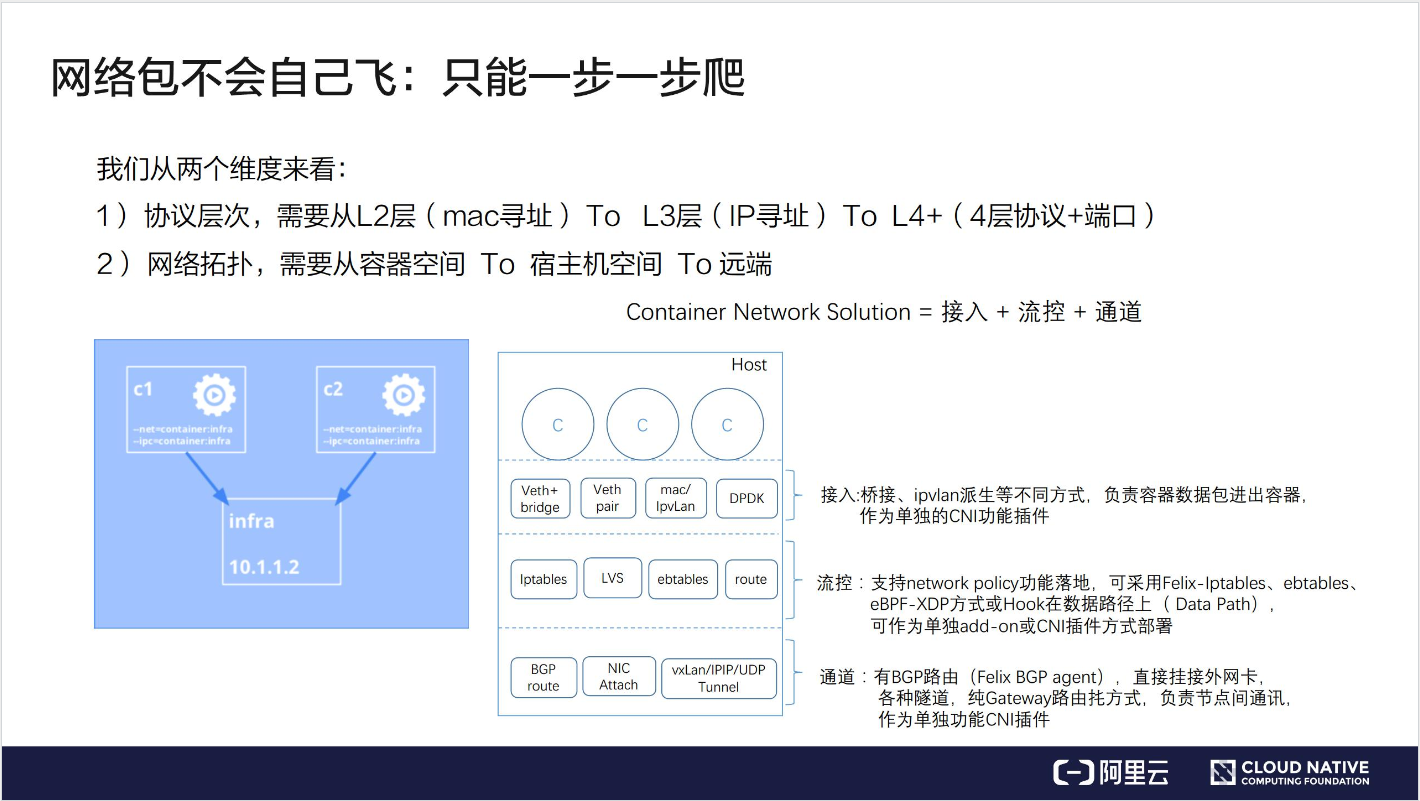 网络包不会自己飞：只能一步一步爬
我们从两个维度来看：
1）协议层次，需要从L2层（mac寻址）To L3层（IP寻址）To L4+（4层协议+端口）
2）网络拓扑，需要从容器空间 To 宿主机空间 To 远端
Container Network Solution = 接入 + 流控 + 通道
c1
--net=container:infra
--ipc=container:infra
c2
--net=container:infra
--ipc=container:infra
infra
10.1.1.2
Host
C
C
C
Veth+
bridge
Veth
pair
mac/
IpvLan
DPDK
接入:桥接、ipvlan派生等不同方式，负责容器数据包进出容器，
作为单独的CNI功能插件
Iptables
LVS
ebtables
route
流控：支持network policy功能落地，可采用Felix-Iptables、ebtables、
eBPF-XDP方式或Hook在数据路径上（Data Path），
可作为单独add-on或CNI插件方式部署
BGP
route
NIC
Attach
vxLan/IPIP/UDP
Tunnel
通道：有BGP路由（Felix BGP agent），直接挂接外网卡，
各种隧道，纯Gateway路由扥方式，负责节点间通讯，
作为单独功能CNI插件
阿里云
CLOUD NATIVE
COMPUTING FOUNDATION